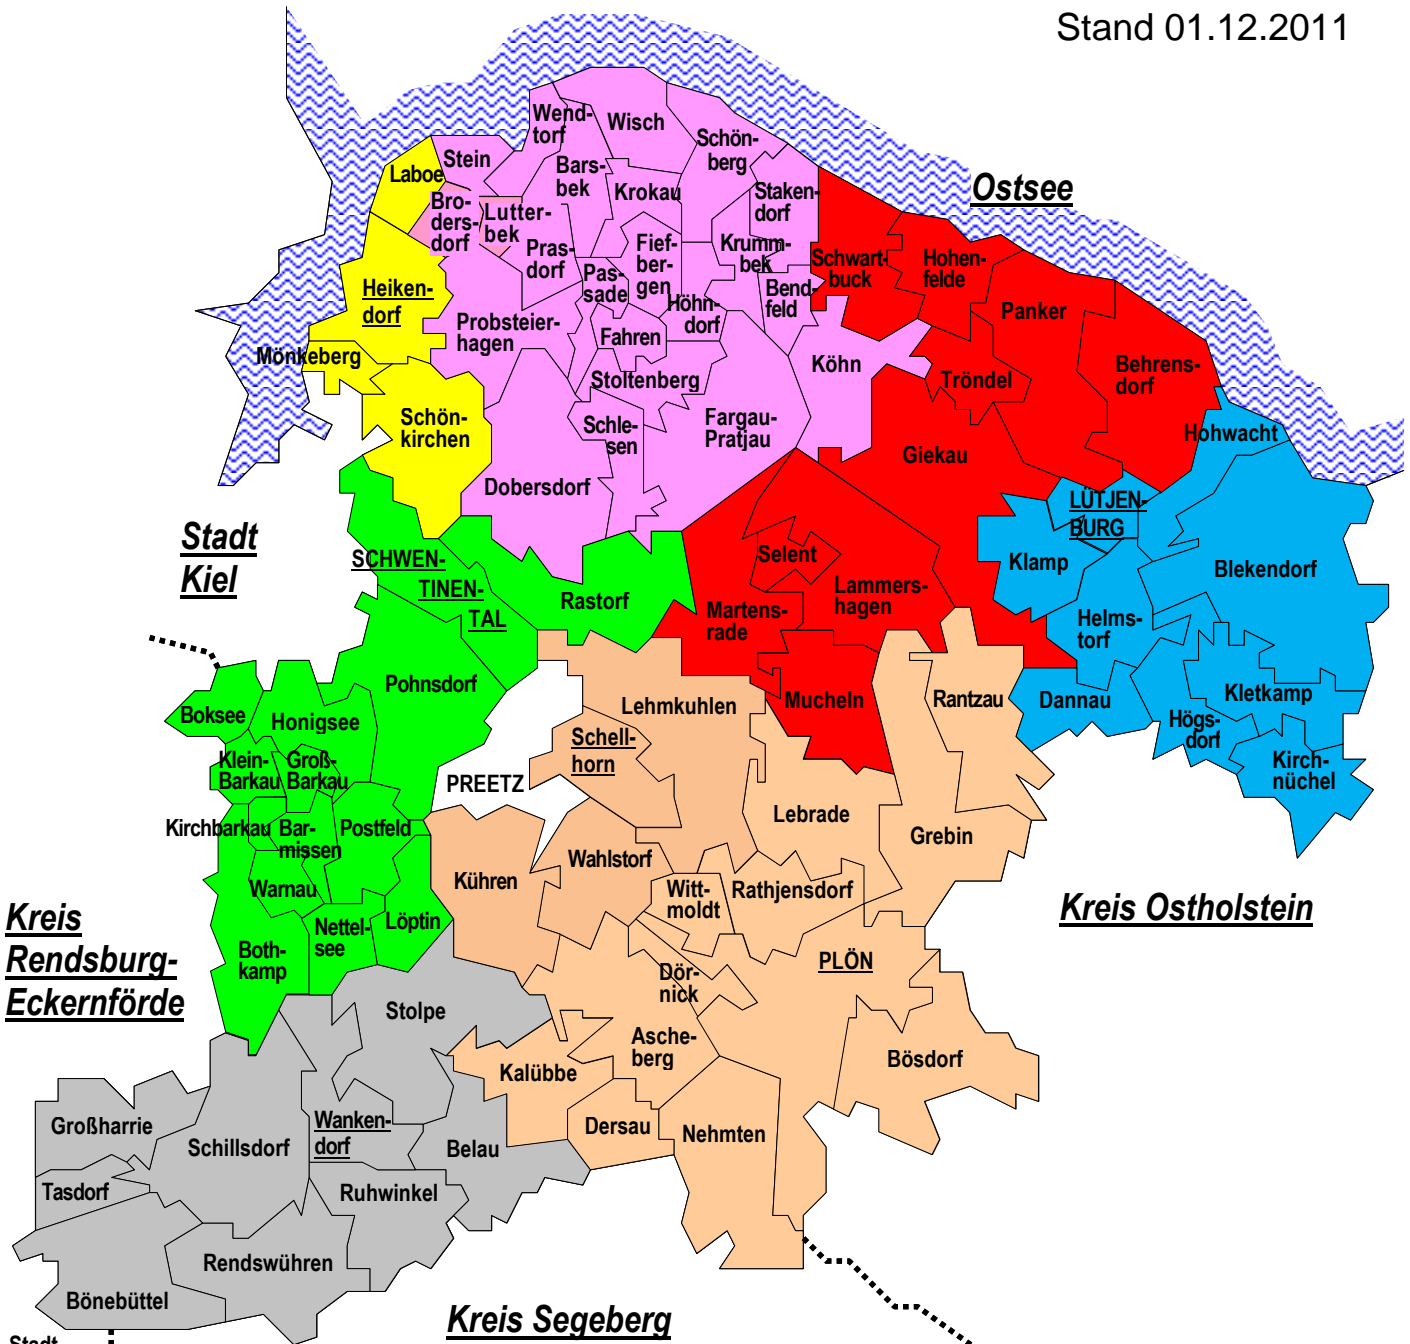 Stand 01.12.2011
Wend-
torf
Wisch
Schön-
berg
Stein
Laboe
Bars-
bek
Krokau
Staken-
dorf
Ostsee
Bro-
ders-
dorf
Lutter-
bek
Pras-
dorf
Fief-
ber-
gen
Krumm-
bek
Schwart-
buck
Hohen-
felde
Pas-
sade
Bend-
feld
Höhn-
dorf
Heiken-
dorf
Probsteier-
hagen
Fahren
Panker
Mönkeberg
Köhn
Stoltenberg
Tröndel
Behrens-
dorf
Schön-
kirchen
Schle-
sen
Fargau-
Pratjau
Hohwacht
Giekau
Dobersdorf
LÜTJEN-
BURG
Stadt
Kiel
SCHWEN-
TINEN-
TAL
Rastorf
Selent
Klamp
Blekendorf
Lammers-
hagen
Martens-
rade
Helms-
torf
Pohnsdorf
Lehmkuhlen
Mucheln
Rantzau
Dannau
Kletkamp
Boksee
Honigsee
Högs-
dorf
Schell-
horn
Klein-
Barkau
Groß-
Barkau
Kirch-
nüchel
PREETZ
Lebrade
Kirchbarkau
Bar-
missen
Postfeld
Grebin
Wahlstorf
Kühren
Warnau
Witt-
moldt
Rathjensdorf
Kreis Ostholstein
Kreis
Rendsburg-
Eckernförde
Nettel-
see
Löptin
Both-
kamp
PLÖN
Dör-
nick
Stolpe
Asche-
berg
Bösdorf
Kalübbe
Großharrie
Schillsdorf
Wanken-
dorf
Belau
Dersau
Nehmten
Tasdorf
Ruhwinkel
Rendswühren
Bönebüttel
Kreis Segeberg
Stadt